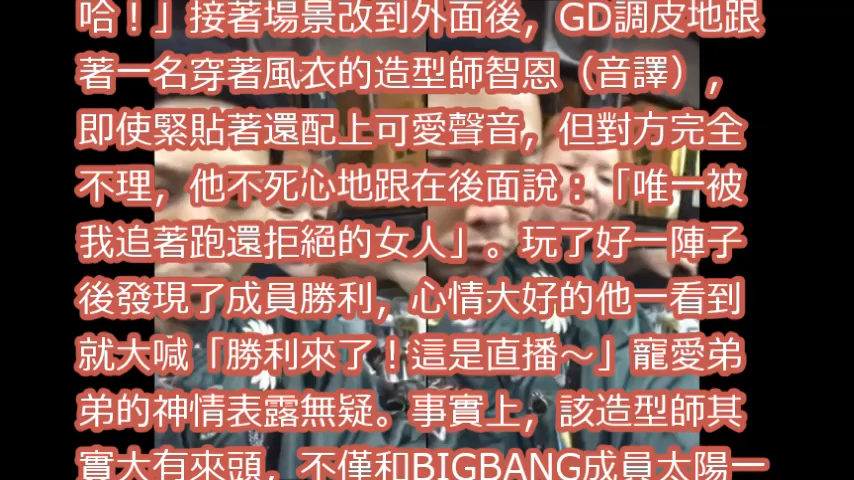 哈！」接著場景改到外面後，GD調皮地跟
著一名穿著風衣的造型師智恩（音譯），
即使緊貼著還配上可愛聲音，但對方完全
不理，他不死心地跟在後面說：「唯一被
我追著跑還拒絕的女人」。玩了好一陣子
後發現了成員勝利，心情大好的他一看到
就大喊「勝利來了！這是直播～」寵愛弟
弟的神情表露無疑。事實上，該造型師其
實大有來頭，不僅和BIGBANG成員太陽一